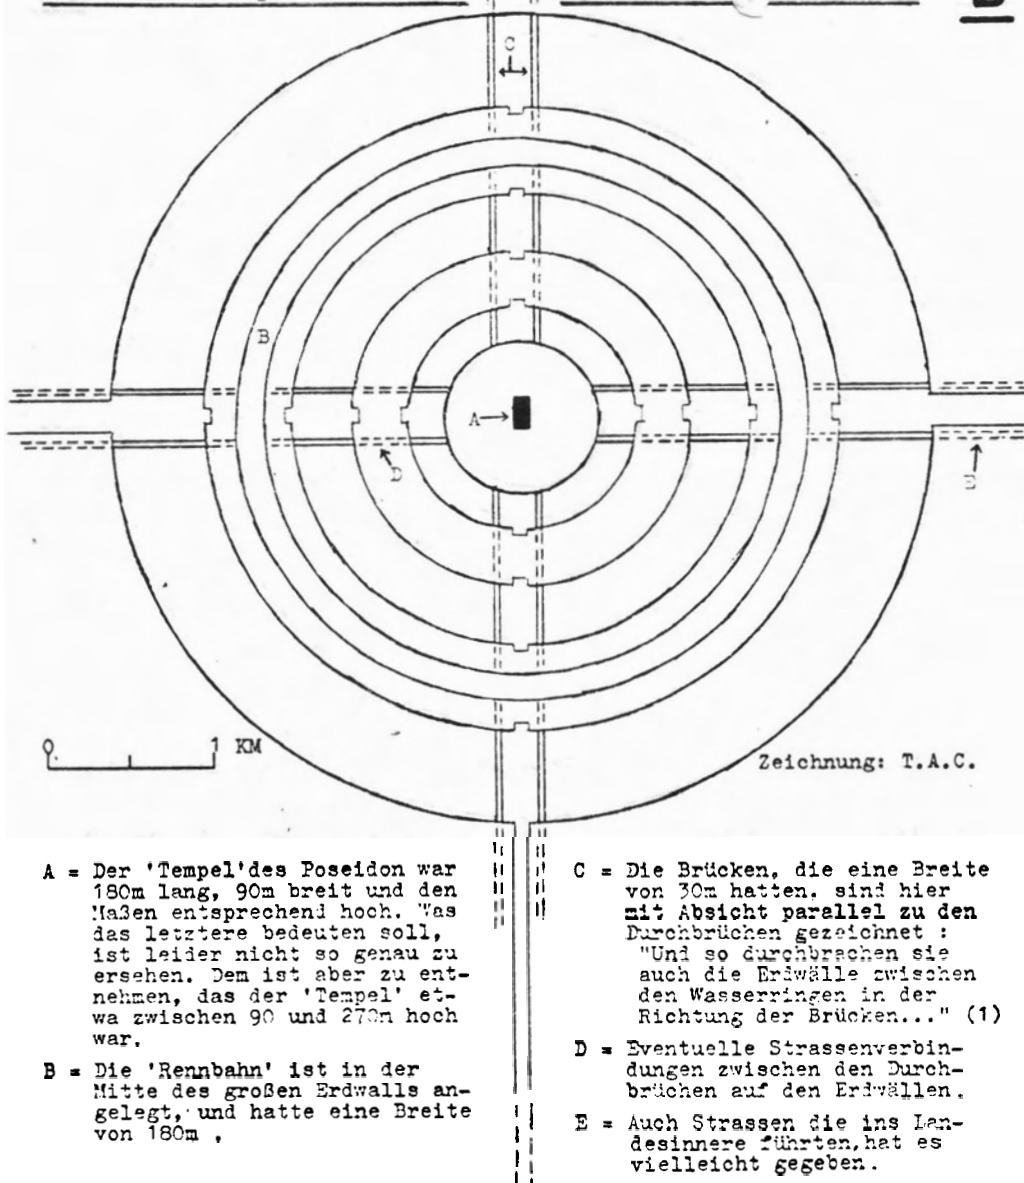 C
B
A
D
E
0 1 KM
Zeichnung: T.A.C.
A = Der 'Tempel'des Poseidon war
180m lang, 90m breit und den
Maßen entsprechend hoch. Was
das letztere bedeuten soll,
ist leider nicht so genau zu
ersehen. Dem ist aber zu ent-
nehmen, das der 'Tempel' et-
wa zwischen 90 und 270m hoch
war.
B = Die 'Rennbahn' ist in der
Mitte des großen Erdwalls an-
gelegt, und hatte eine Breite
von 180m .
C = Die Brücken, die eine Breite
von 30m hatten, sind hier
mit Absicht parallel zu den
Durchbrüchen gezeichnet :
"Und so durchbrachen sie
auch die Erdwälle zwischen
den Wasserringen in der
Richtung der Brücken..." (1)
D = Eventuelle Strassenverbin-
dungen zwischen den Durch-
brüchen auf den Erdwällen.
E = Auch Strassen die ins Lan-
desinnere führten,hat es
vielleicht gegeben.